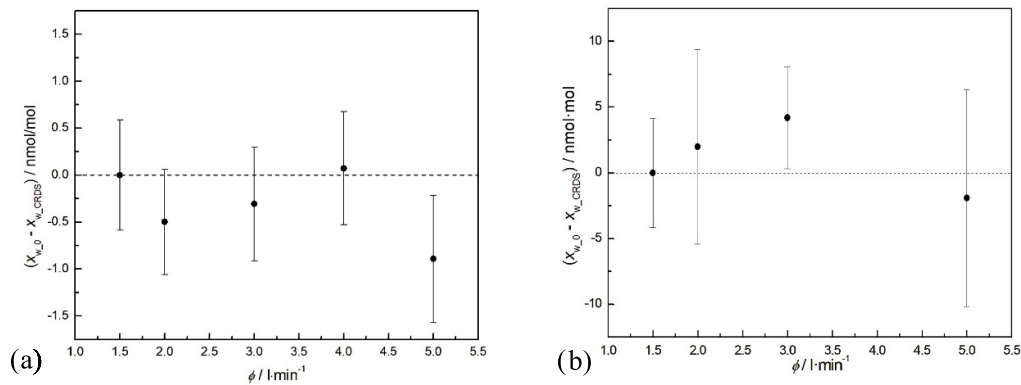 1.5
1.0
0.5
0.0
-0.5
-1.0
-1.5
(x_w_0 - x_w_CRDS) / nmol/mol
1.0 1.5 2.0 2.5 3.0 3.5 4.0 4.5 5.0 5.5
ϕ / l·min⁻¹
(a)
10
5
0
-5
-10
(x_w_0 - x_w_CRDS) / nmol·mol
1.0 1.5 2.0 2.5 3.0 3.5 4.0 4.5 5.0 5.5
ϕ / l·min⁻¹
(b)